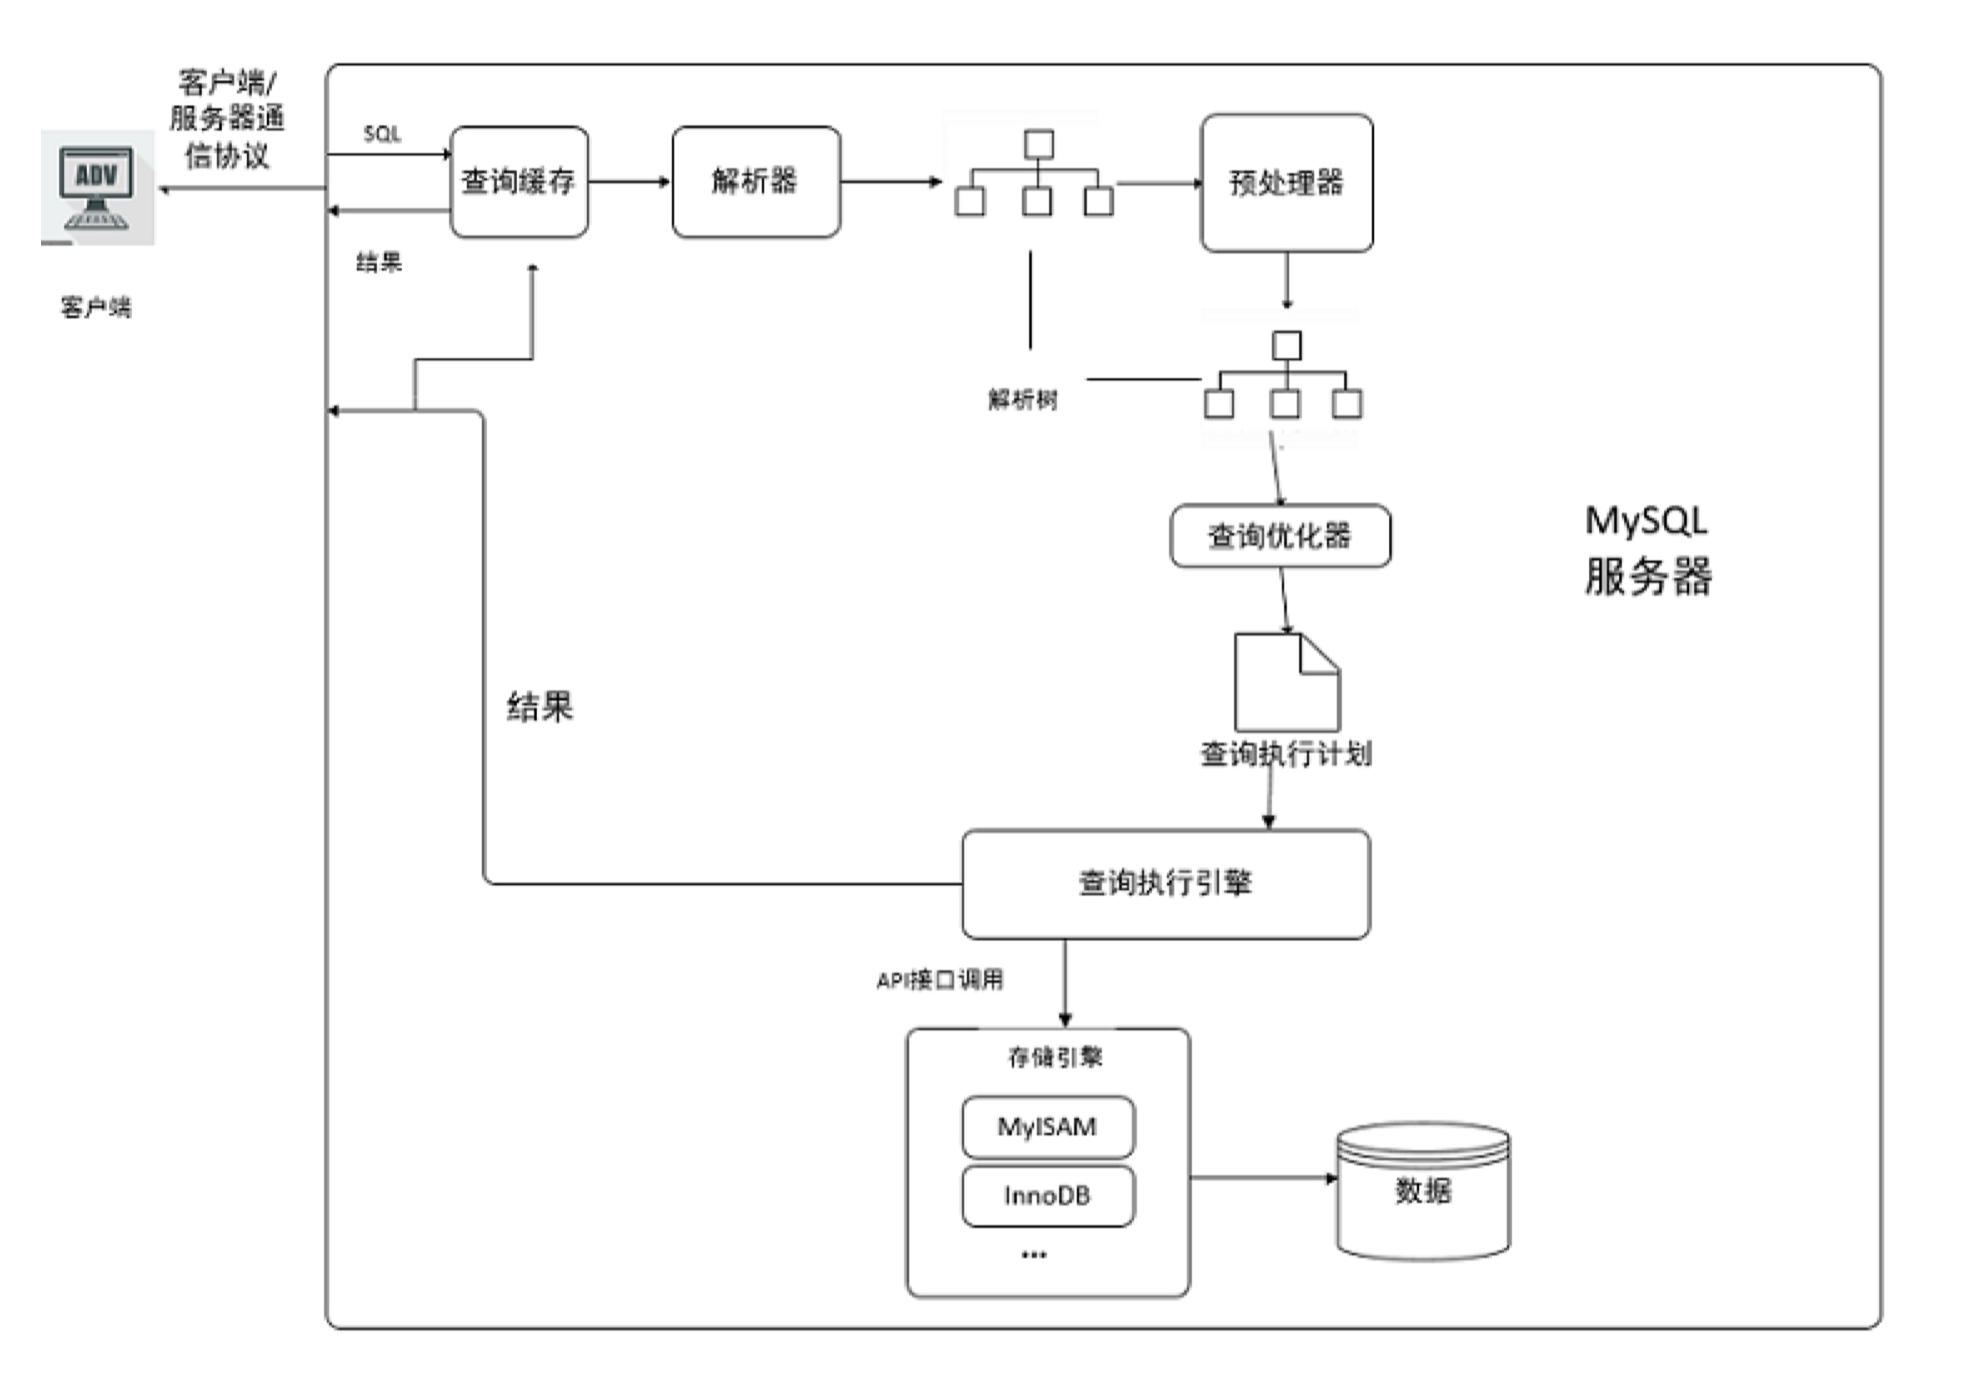 客户端/
服务器通
信协议
ADV
客户端
SQL
查询缓存
解析器
预处理器
结果
解析树
查询优化器
MySQL
服务器
结果
查询执行计划
查询执行引擎
API接口调用
存储引擎
MyISAM
InnoDB
...
数据